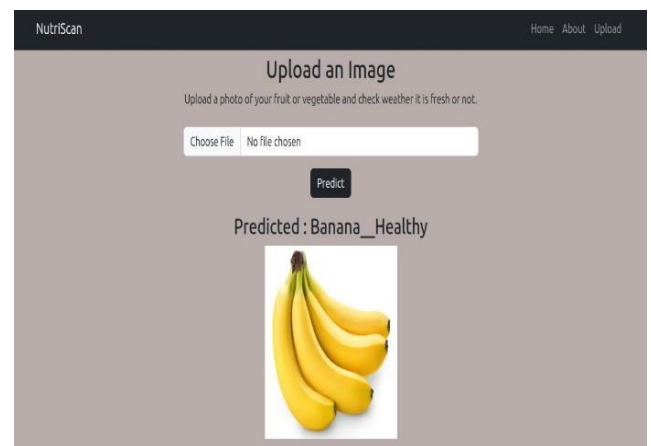 NutriScan
Home About Upload
Upload an Image
Upload a photo of your fruit or vegetable and check weather it is fresh or not.
Choose File No file chosen
Predict
Predicted : Banana__Healthy